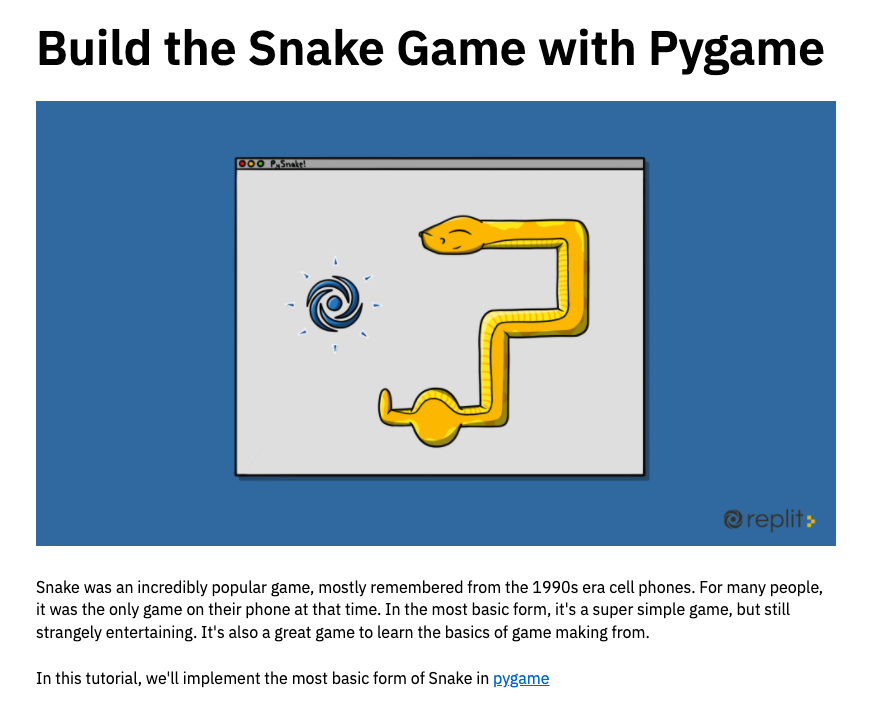 Build the Snake Game with Pygame
PySnake!
replit
Snake was an incredibly popular game, mostly remembered from the 1990s era cell phones. For many people,
it was the only game on their phone at that time. In the most basic form, it's a super simple game, but still
strangely entertaining. It's also a great game to learn the basics of game making from.
In this tutorial, we'll implement the most basic form of Snake in pygame